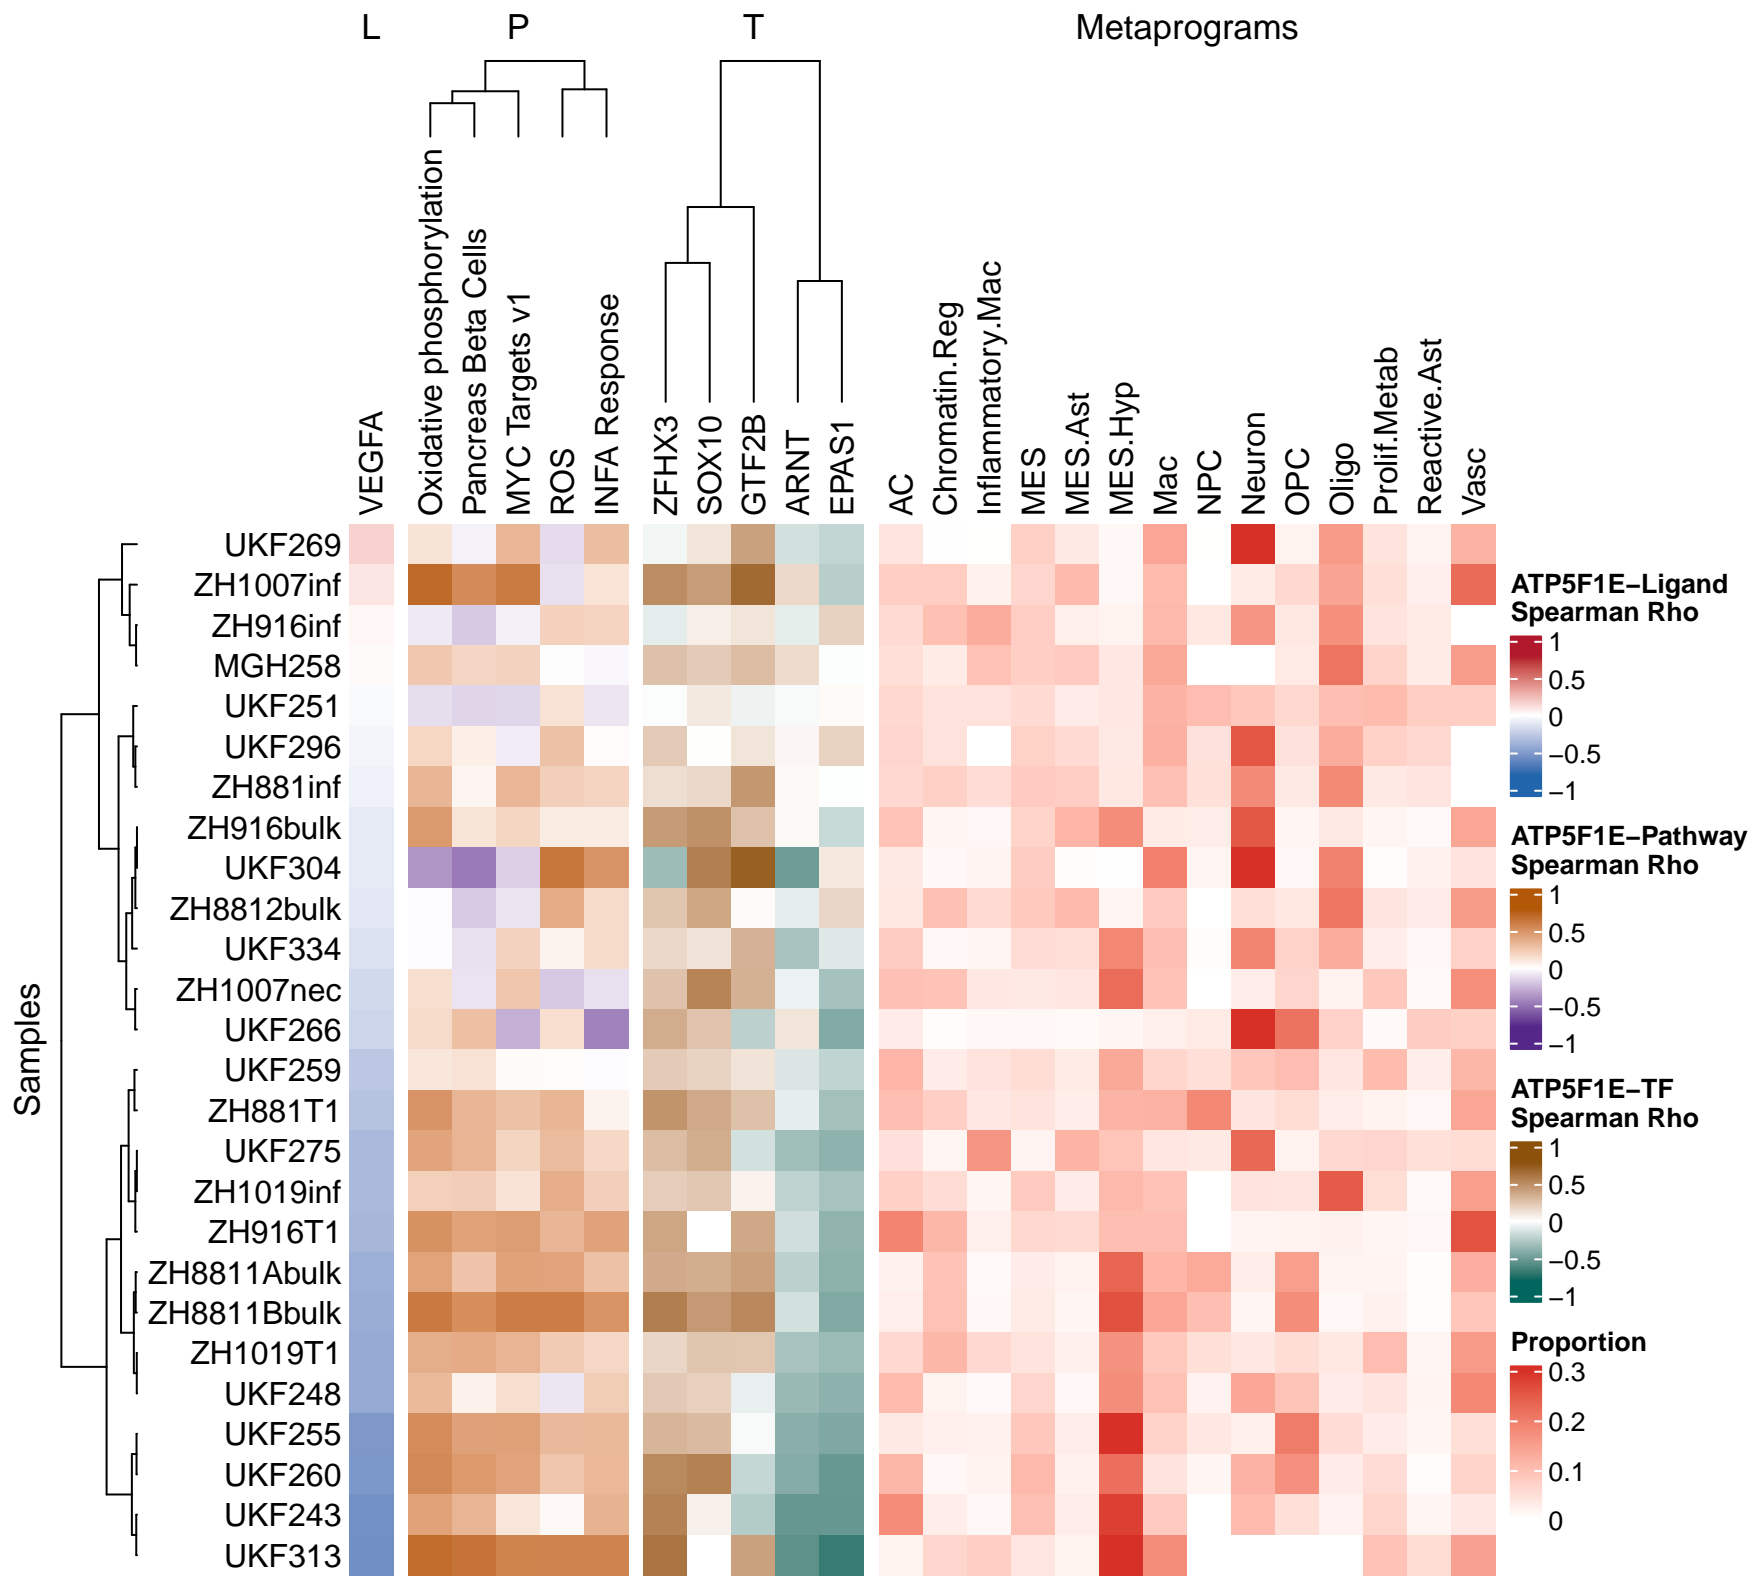 L
P
T
Metaprograms
VEGFA
Oxidative phosphorylation
Pancreas Beta Cells
MYC Targets v1
ROS
INFA Response
ZFHX3
SOX10
GTF2B
ARNT
EPAS1
AC
Chromatin.Reg
Inflammatory.Mac
MES
MES.Ast
MES.Hyp
Mac
NPC
Neuron
OPC
Oligo
Prolif.Metab
Reactive.Ast
Vasc
Samples
UKF269
ZH1007inf
ZH916inf
MGH258
UKF251
UKF296
ZH881inf
ZH916bulk
UKF304
ZH8812bulk
UKF334
ZH1007nec
UKF266
UKF259
ZH881T1
UKF275
ZH1019inf
ZH916T1
ZH8811Abulk
ZH8811Bbulk
ZH1019T1
UKF248
UKF255
UKF260
UKF243
UKF313
ATP5F1E−Ligand
Spearman Rho
1
0.5
0
−0.5
−1
ATP5F1E−Pathway
Spearman Rho
1
0.5
0
−0.5
−1
ATP5F1E−TF
Spearman Rho
1
0.5
0
−0.5
−1
Proportion
0.3
0.2
0.1
0